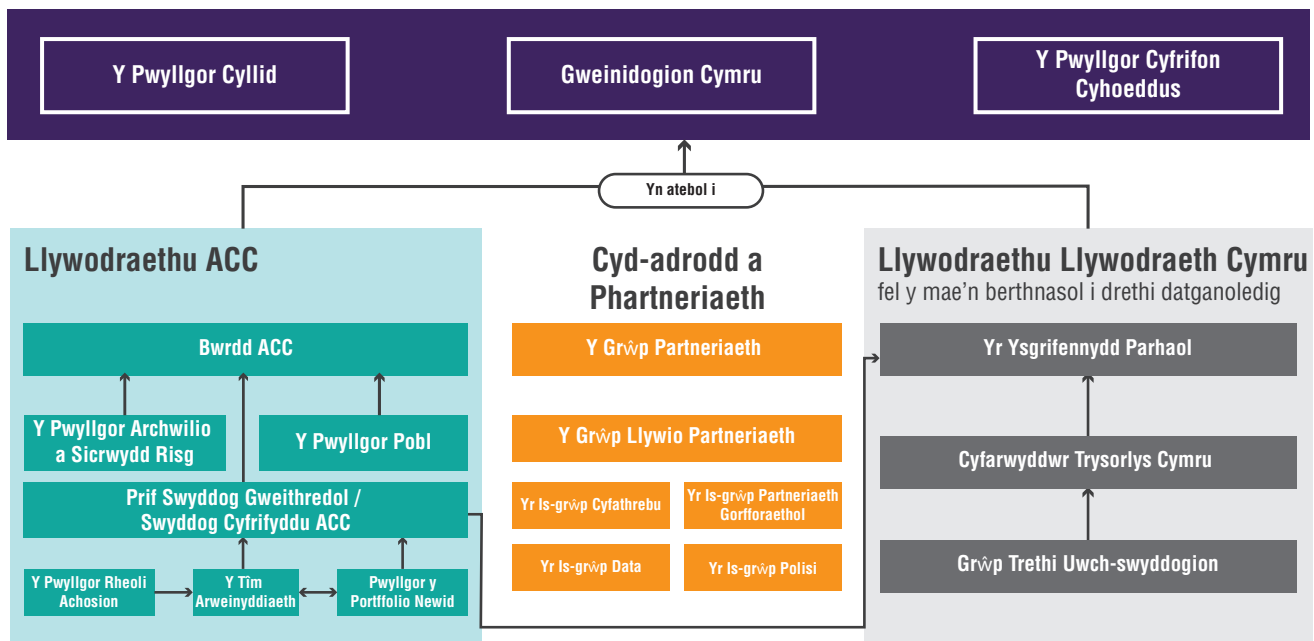 Y Pwyllgor Cyllid
Gweinidogion Cymru
Y Pwyllgor Cyfrifon
Cyhoeddus
Yn atebol i
Llywodraethu ACC
Bwrdd ACC
Y Pwyllgor Archwilio
a Sicrwydd Risg
Y Pwyllgor Pobl
Prif Swyddog Gweithredol /
Swyddog Cyfrifyddu ACC
Y Pwyllgor Rheoli
Achosion
Y Tîm
Arweinyddiaeth
Pwyllgor y
Portffolio Newid
Cyd-adrodd a
Phartneriaeth
Y Grŵp Partneriaeth
Y Grŵp Llywio Partneriaeth
Yr Is-grŵp Cyfathrebu
Yr Is-grŵp Partneriaeth
Gorfforaethol
Yr Is-grŵp Data
Yr Is-grŵp Polisi
Llywodraethu Llywodraeth Cymru
fel y mae'n berthnasol i drethi datganoledig
Yr Ysgrifennydd Parhaol
Cyfarwyddwr Trysorlys Cymru
Grŵp Trethi Uwch-swyddogion